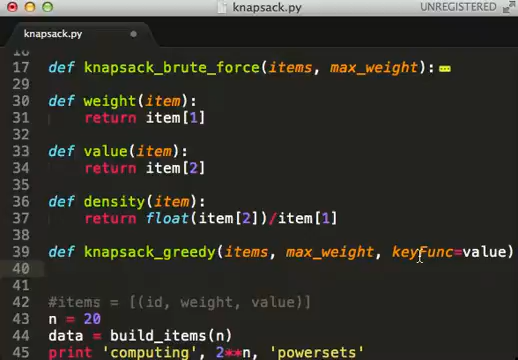 knapsack.py
UNREGISTERED
knapsack.py
17 def knapsack_brute_force(items, max_weight):
29
30 def weight(item):
31 return item[1]
32
33 def value(item):
34 return item[2]
35
36 def density(item):
37 return float(item[2])/item[1]
38
39 def knapsack_greedy(items, max_weight, keyFunc=value)
40
41
42 #items = [(id, weight, value)]
43 n = 20
44 data = build_items(n)
45 print 'computing', 2**n, 'powersets'